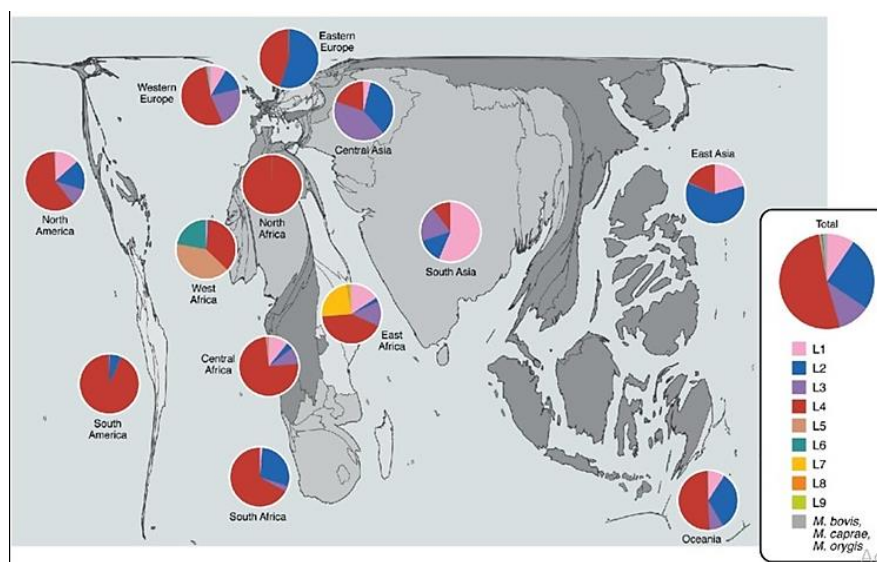 Eastern
Europe
Western
Europe
Central Asia
East Asia
North
America
North
Africa
South Asia
West
Africa
East
Africa
Central
Africa
South
America
South Africa
Oceania
Total
L1
L2
L3
L4
L5
L6
L7
L8
L9
M. bovis,
M. caprae,
M. orygis